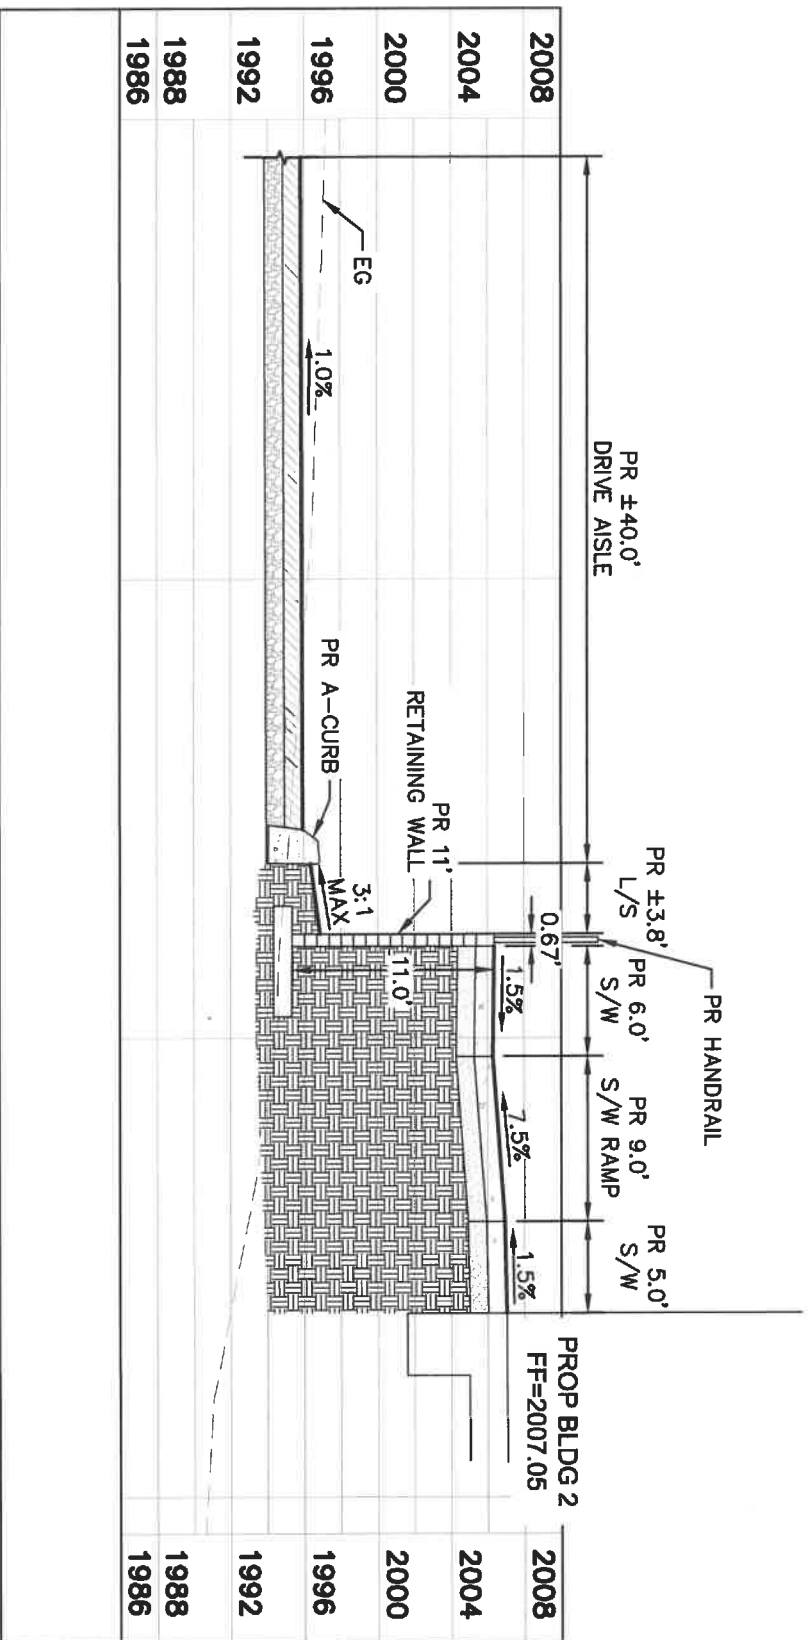 2008
2004
2000
1996
1992
1988
1986
PR ±40.0'
DRIVE AISLE
PR ±3.8'
L/S
PR 6.0'
S/W
PR 9.0'
S/W RAMP
PR 5.0'
S/W
PR HANDRAIL
0.67'
1.5%
7.5%
1.5%
PROP BLDG 2
FF=2007.05
PR 11'
RETAINING WALL
11.0'
3:1
MAX
PR A-CURB
EG
1.0%
2008
2004
2000
1996
1992
1988
1986